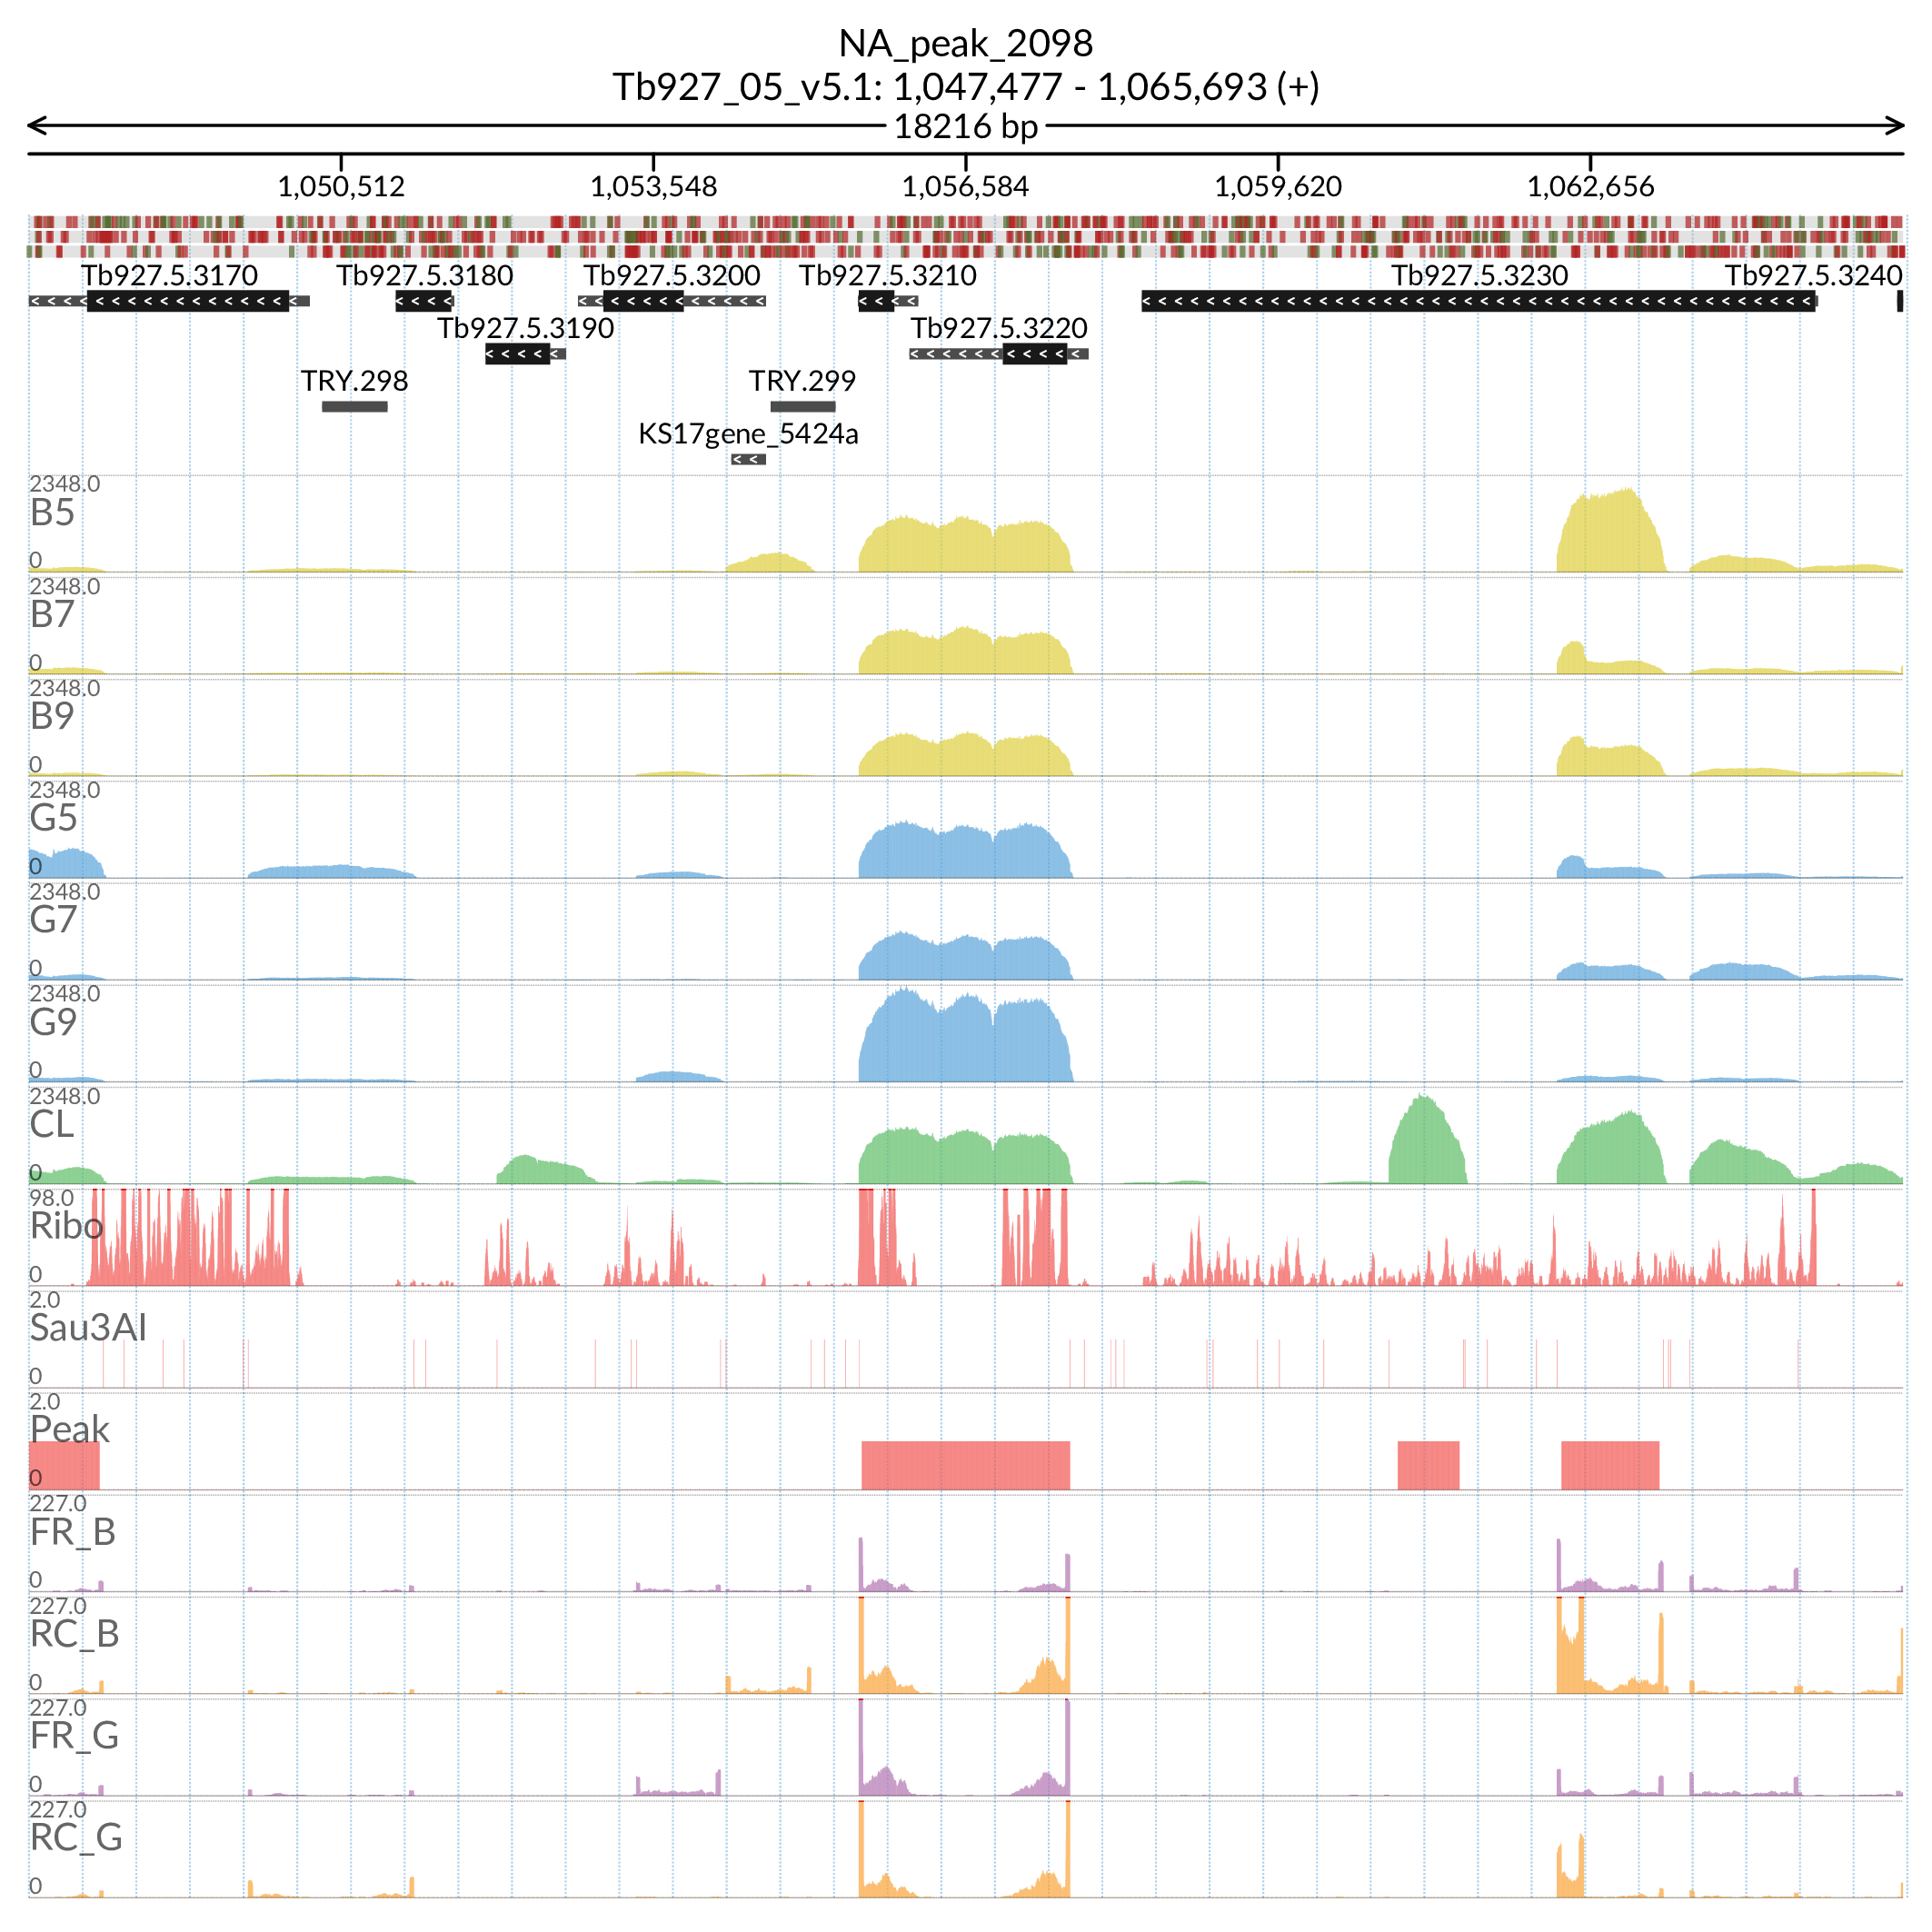 NA_peak_2098
Tb927_05_v5.1: 1,047,477 - 1,065,693 (+)
18216 bp
1,050,512 1,053,548 1,056,584 1,059,620 1,062,656
Tb927.5.3170 Tb927.5.3180 Tb927.5.3200 Tb927.5.3210 Tb927.5.3230 Tb927.5.3240
Tb927.5.3190 Tb927.5.3220
TRY.298 TRY.299
KS17gene_5424a
2348.0
B5
0
2348.0
B7
0
2348.0
B9
0
2348.0
G5
0
2348.0
G7
0
2348.0
G9
0
2348.0
CL
0
98.0
Ribo
0
2.0
Sau3AI
0
2.0
Peak
0
227.0
FR_B
0
227.0
RC_B
0
227.0
FR_G
0
227.0
RC_G
0